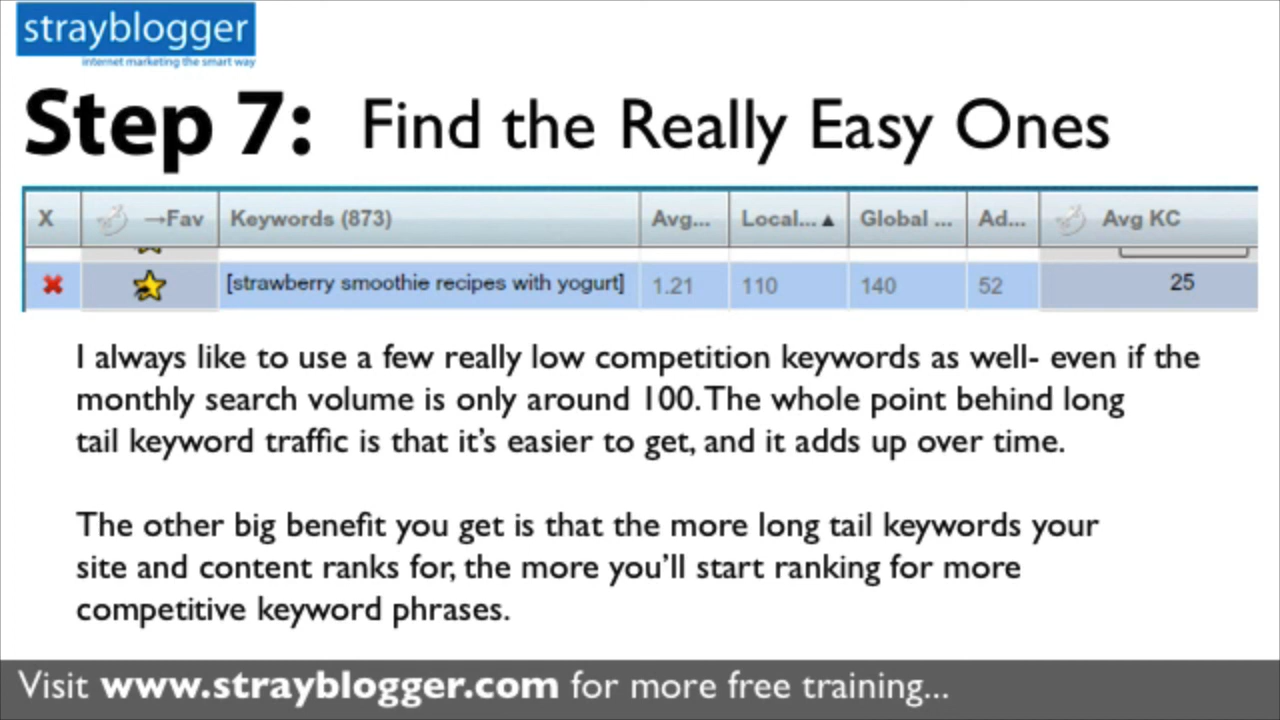 strayblogger
internet marketing the smart way
Step 7: Find the Really Easy Ones
X →Fav Keywords (873) Avg... Local... ▲ Global ... Ad... Avg KC
[strawberry smoothie recipes with yogurt] 1.21 110 140 52 25
I always like to use a few really low competition keywords as well- even if the
monthly search volume is only around 100. The whole point behind long
tail keyword traffic is that it's easier to get, and it adds up over time.
The other big benefit you get is that the more long tail keywords your
site and content ranks for, the more you'll start ranking for more
competitive keyword phrases.
Visit www.strayblogger.com for more free training...